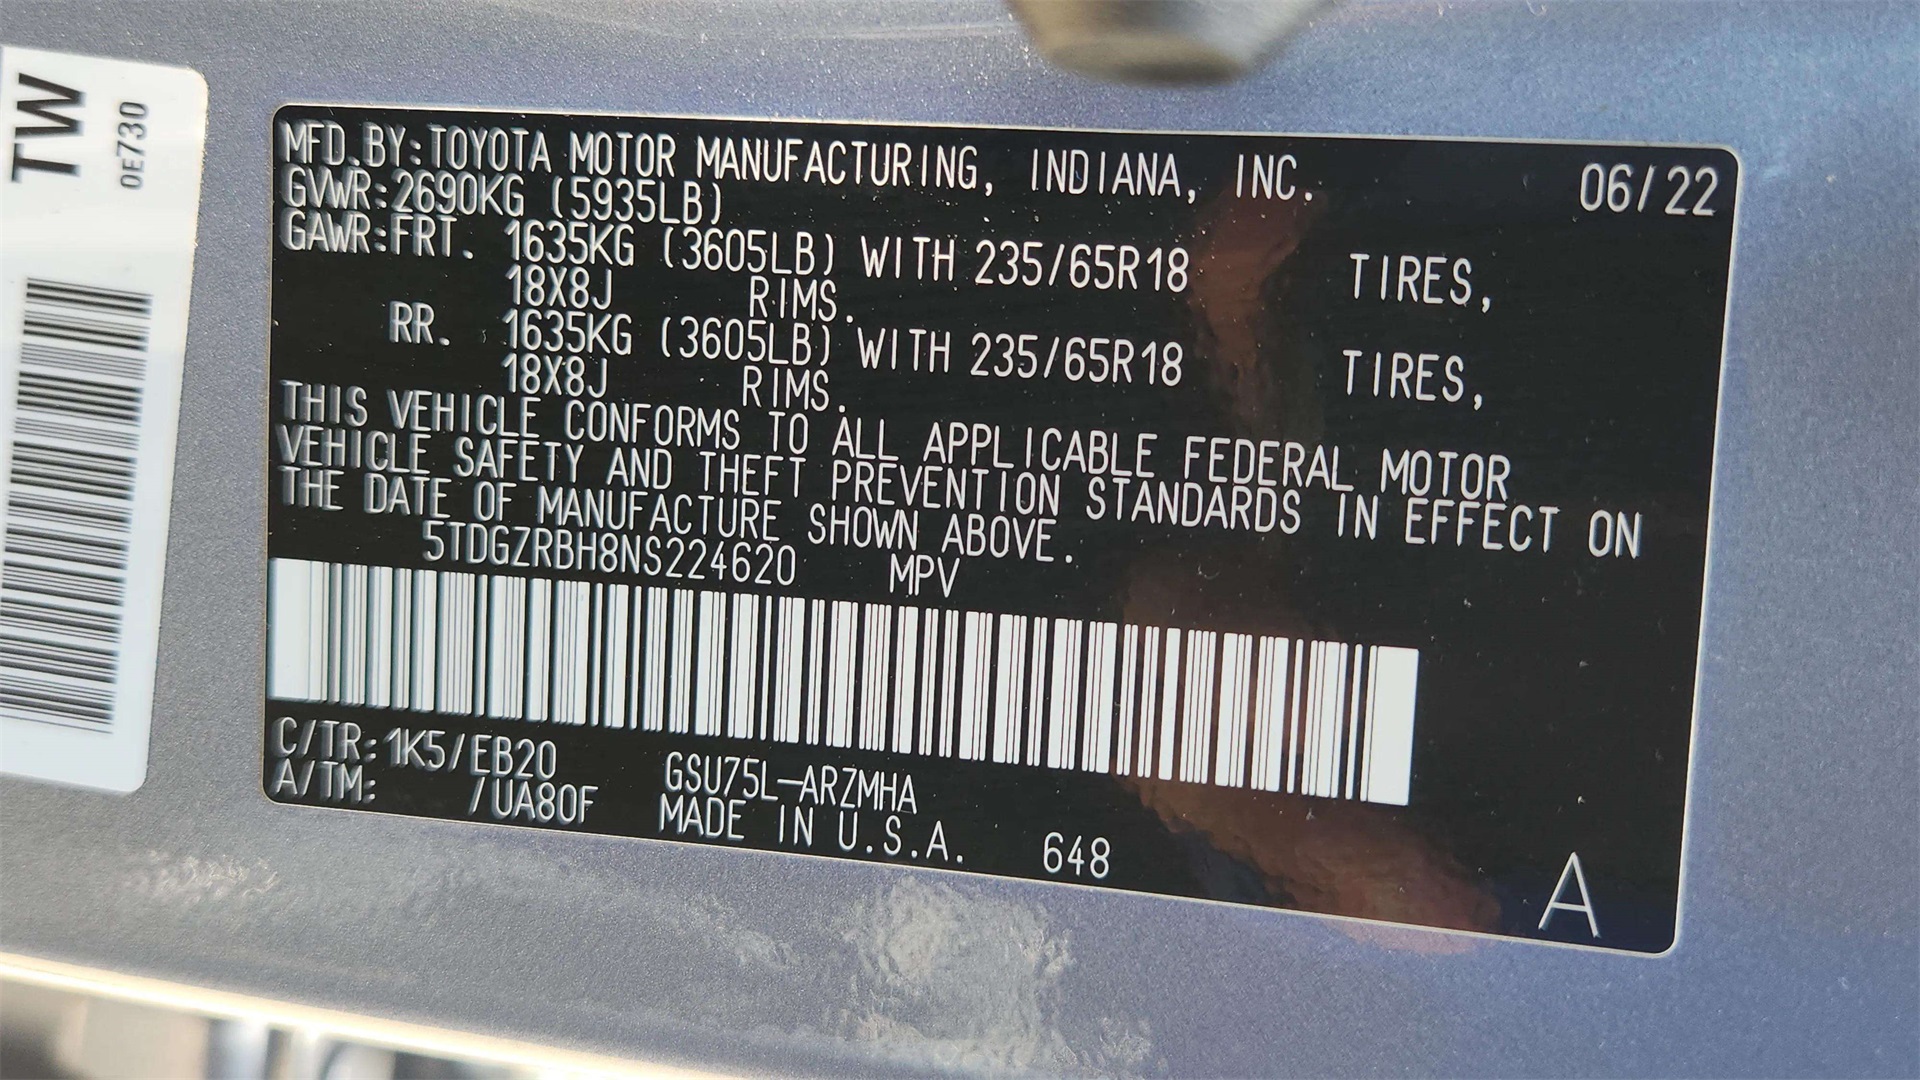 TW
0E730
MFD.BY:TOYOTA MOTOR MANUFACTURING, INDIANA, INC. 06/22
GVWR:2690KG (5935LB)
GAWR:FRT. 1635KG (3605LB) WITH 235/65R18 TIRES,
18X8J RIMS.
RR. 1635KG (3605LB) WITH 235/65R18 TIRES,
18X8J RIMS.
THIS VEHICLE CONFORMS TO ALL APPLICABLE FEDERAL MOTOR
VEHICLE SAFETY AND THEFT PREVENTION STANDARDS IN EFFECT ON
THE DATE OF MANUFACTURE SHOWN ABOVE.
5TDGZRBH8NS224620 MPV
C/TR:1K5/EB20 GSU75L-ARZMHA
A/TM: /UA80F MADE IN U.S.A. 648
A